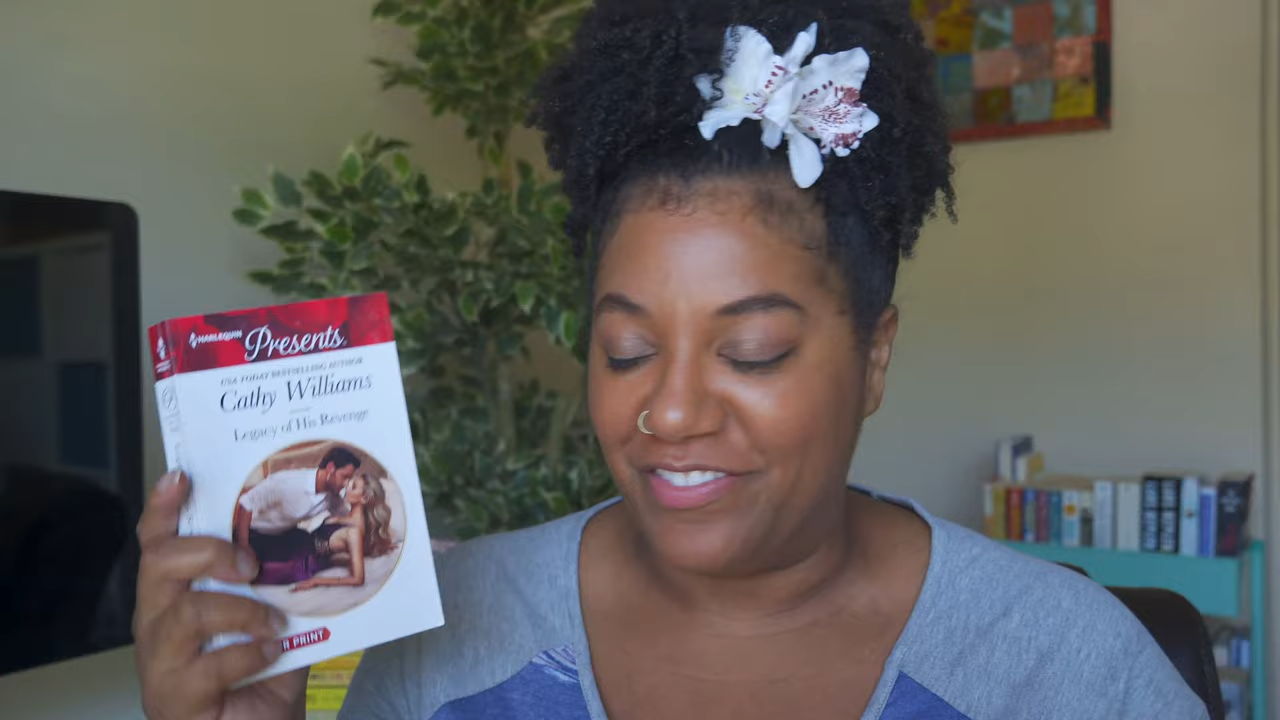 HARLEQUIN Presents
USA TODAY BESTSELLING AUTHOR
Cathy Williams
Legacy of His Revenge
PRINT